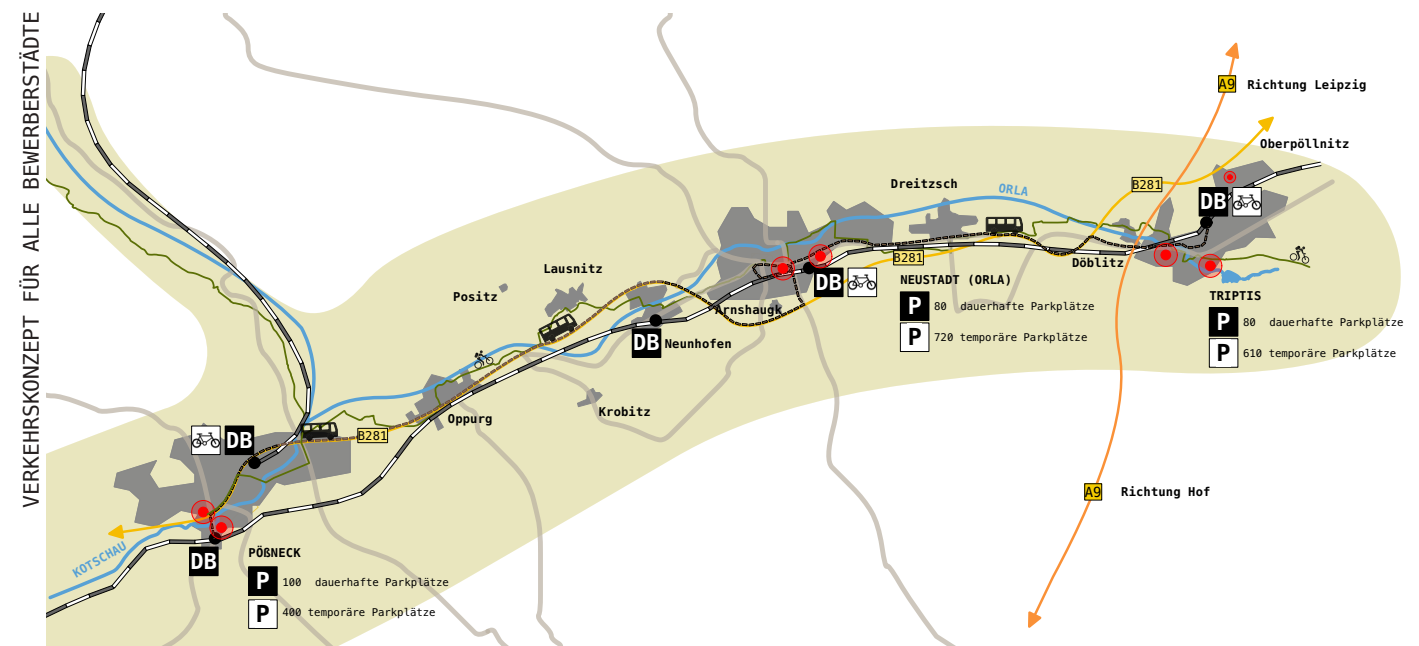 VERKEHRSKONZEPT FÜR ALLE BEWERBERSTÄDTE
A9 Richtung Leipzig
Oberpöllnitz
B281
Dreitzsch
ORLA
DB
B281
Döblitz
Lausnitz
Positz
DB
NEUSTADT (ORLA)
P 80 dauerhafte Parkplätze
P 720 temporäre Parkplätze
TRIPTIS
P 80 dauerhafte Parkplätze
P 610 temporäre Parkplätze
Arnshaugk
DB Neunhofen
Krobitz
Oppurg
B281
DB
A9 Richtung Hof
KOTSCHAU
DB
PÖßNECK
P 100 dauerhafte Parkplätze
P 400 temporäre Parkplätze